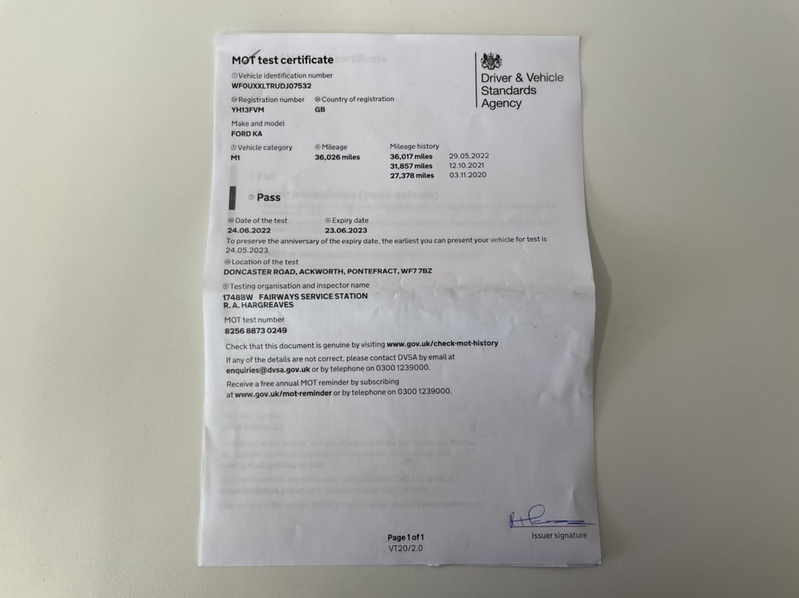 MOT test certificate
Driver & Vehicle
Standards
Agency
① Vehicle identification number
WF0UXXLTRUDJ07532
Registration number Country of registration
YH13FVM GB
Make and model
FORD KA
Vehicle category Mileage Mileage history
M1 36,026 miles 36,017 miles 29.05.2022
31,857 miles 12.10.2021
27,378 miles 03.11.2020
Pass
Date of the test Expiry date
24.06.2022 23.06.2023
To preserve the anniversary of the expiry date, the earliest you can present your vehicle for test is
24.05.2023.
Location of the test
DONCASTER ROAD, ACKWORTH, PONTEFRACT, WF7 7BZ
Testing organisation and inspector name
1748BW FAIRWAYS SERVICE STATION
R. A. HARGREAVES
MOT test number
8256 8873 0249
Check that this document is genuine by visiting www.gov.uk/check-mot-history
If any of the details are not correct, please contact DVSA by email at
enquiries@dvsa.gov.uk or by telephone on 0300 1239000.
Receive a free annual MOT reminder by subscribing
at www.gov.uk/mot-reminder or by telephone on 0300 1239000.
Page 1 of 1
VT20/2.0
Issuer signature